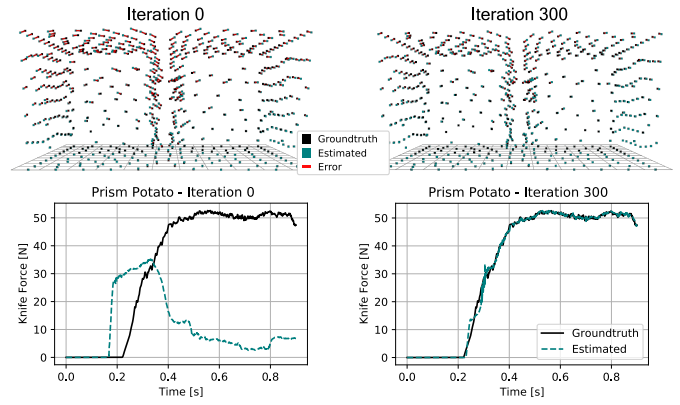 Iteration 0
Iteration 300
Groundtruth
Estimated
Error
Prism Potato - Iteration 0
Prism Potato - Iteration 300
50
40
30
20
10
0
Knife Force [N]
0.0 0.2 0.4 0.6 0.8
Time [s]
50
40
30
20
10
0
Knife Force [N]
0.0 0.2 0.4 0.6 0.8
Time [s]
Groundtruth
Estimated